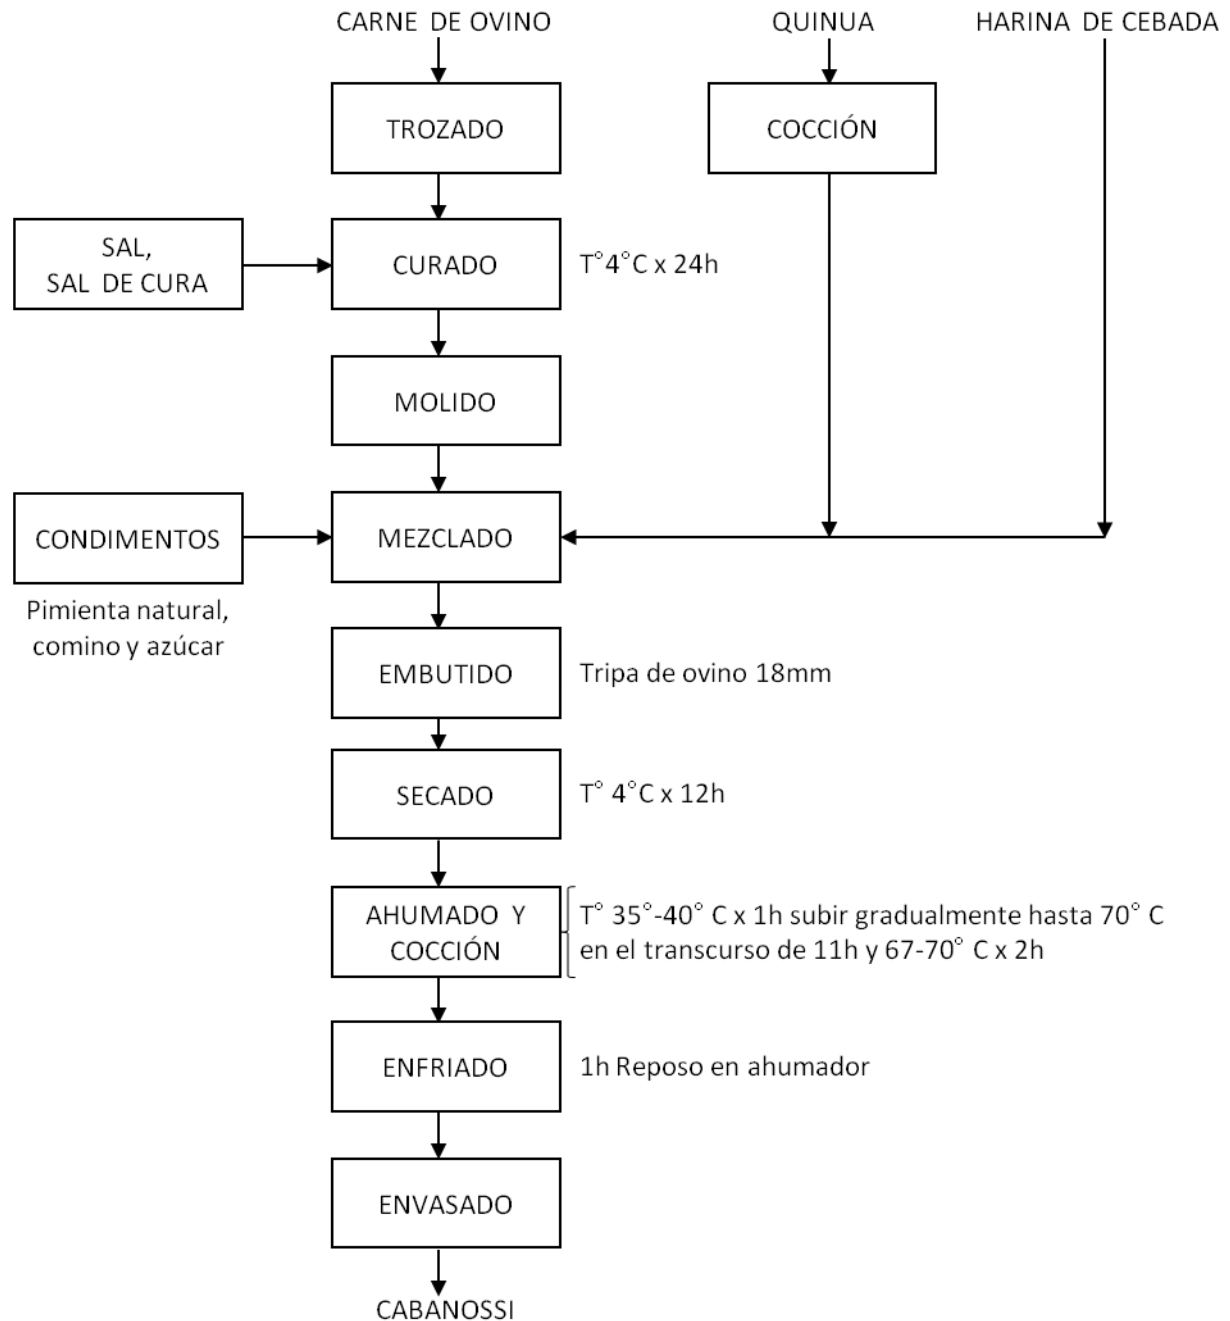 CARNE DE OVINO
QUINUA
HARINA DE CEBADA
TROZADO
COCCIÓN
SAL,
SAL DE CURA
CURADO
T°4°C x 24h
MOLIDO
CONDIMENTOS
MEZCLADO
Pimienta natural,
comino y azúcar
EMBUTIDO
Tripa de ovino 18mm
SECADO
T° 4°C x 12h
AHUMADO Y
COCCIÓN
T° 35°-40° C x 1h subir gradualmente hasta 70° C
en el transcurso de 11h y 67-70° C x 2h
ENFRIADO
1h Reposo en ahumador
ENVASADO
CABANOSSI